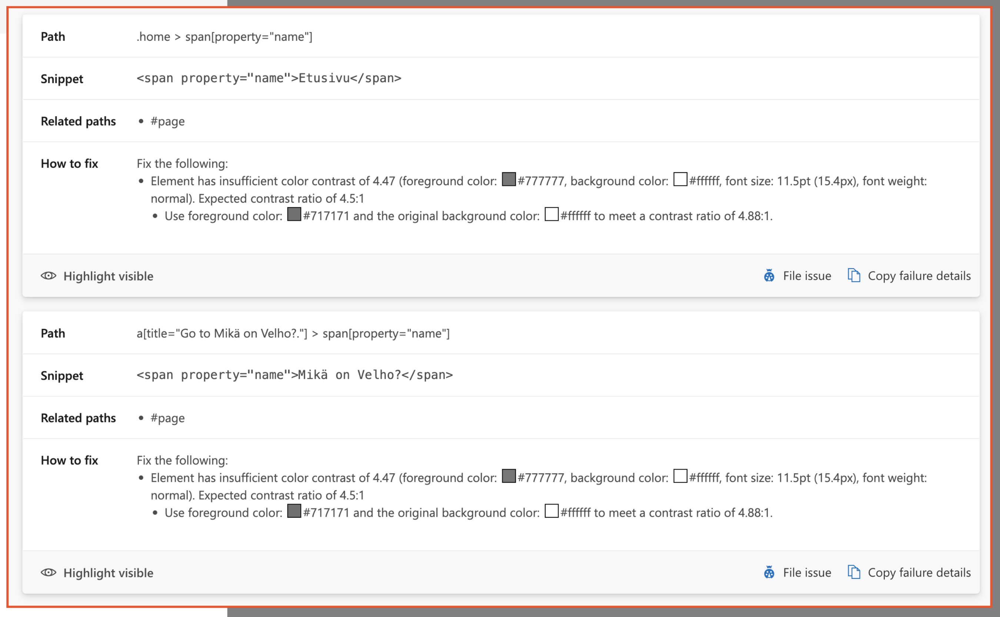 Path .home > span[property="name"]
Snippet <span property="name">Etusivu</span>
Related paths • #page
How to fix Fix the following:
• Element has insufficient color contrast of 4.47 (foreground color: #777777, background color: #ffffff, font size: 11.5pt (15.4px), font weight:
normal). Expected contrast ratio of 4.5:1
• Use foreground color: #717171 and the original background color: #ffffff to meet a contrast ratio of 4.88:1.
Highlight visible File issue Copy failure details
Path a[title="Go to Mikä on Velho?."] > span[property="name"]
Snippet <span property="name">Mikä on Velho?</span>
Related paths • #page
How to fix Fix the following:
• Element has insufficient color contrast of 4.47 (foreground color: #777777, background color: #ffffff, font size: 11.5pt (15.4px), font weight:
normal). Expected contrast ratio of 4.5:1
• Use foreground color: #717171 and the original background color: #ffffff to meet a contrast ratio of 4.88:1.
Highlight visible File issue Copy failure details